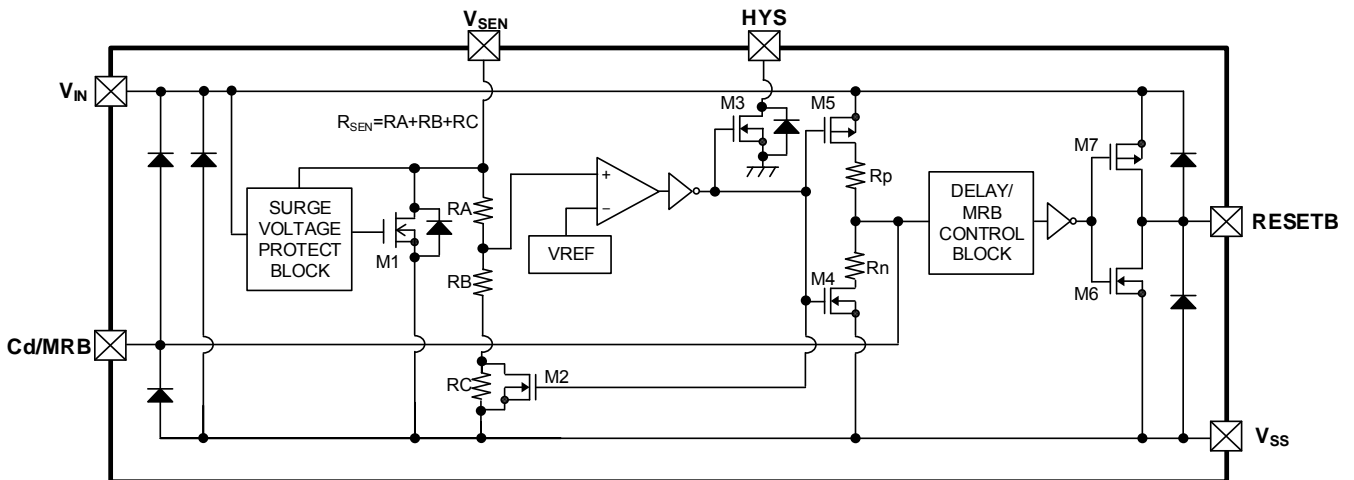 VSEN
HYS
VIN
M3
M5
RSEN=RA+RB+RC
M7
Rp
SURGE
VOLTAGE
PROTECT
BLOCK
RA
+
−
DELAY/
MRB
CONTROL
BLOCK
RESETB
M1
VREF
RB
Rn
M4
M6
Cd/MRB
RC
M2
VSS